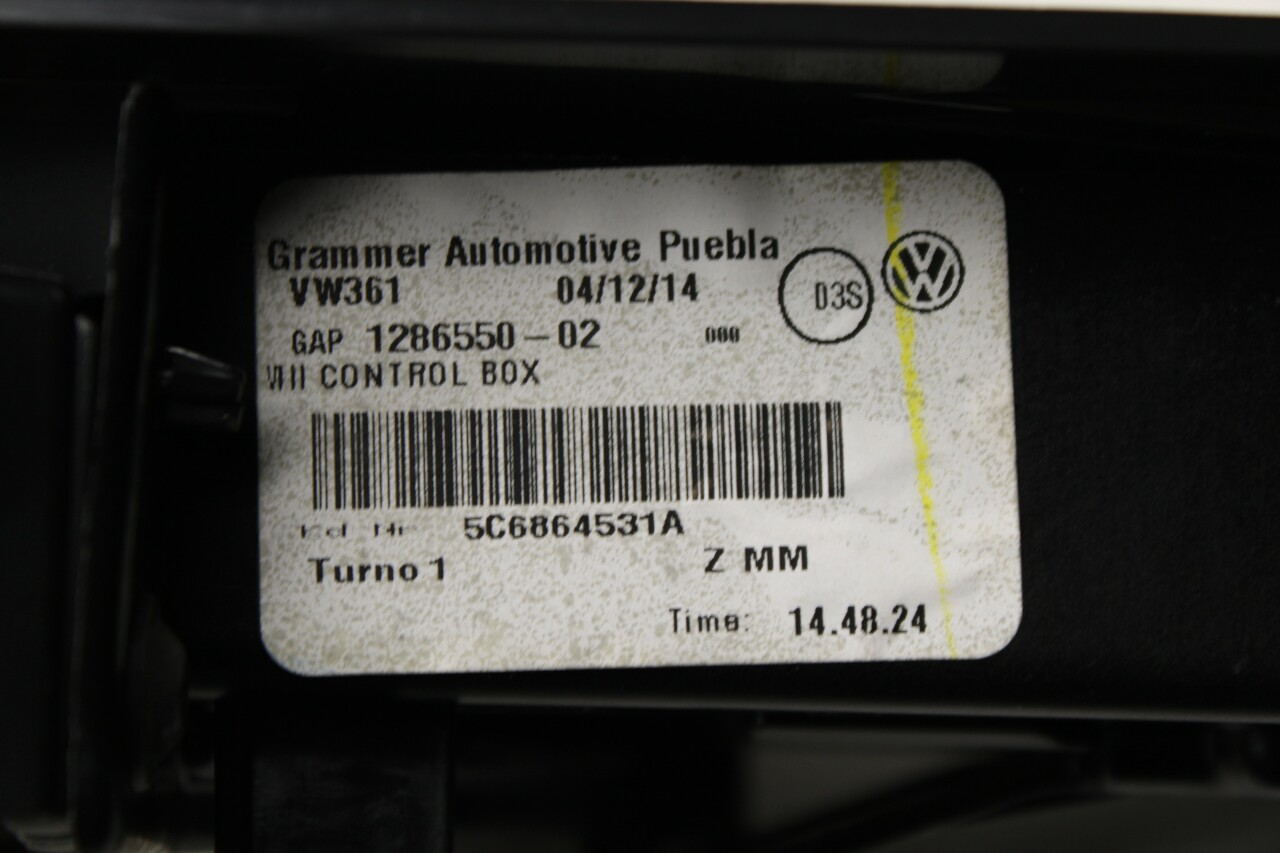 Grammer Automotive Puebla
VW361 04/12/14 D3S
GAP 1286550-02 000
CONTROL BOX
5C6864531A
Turno 1 Z MM
Time: 14.48.24